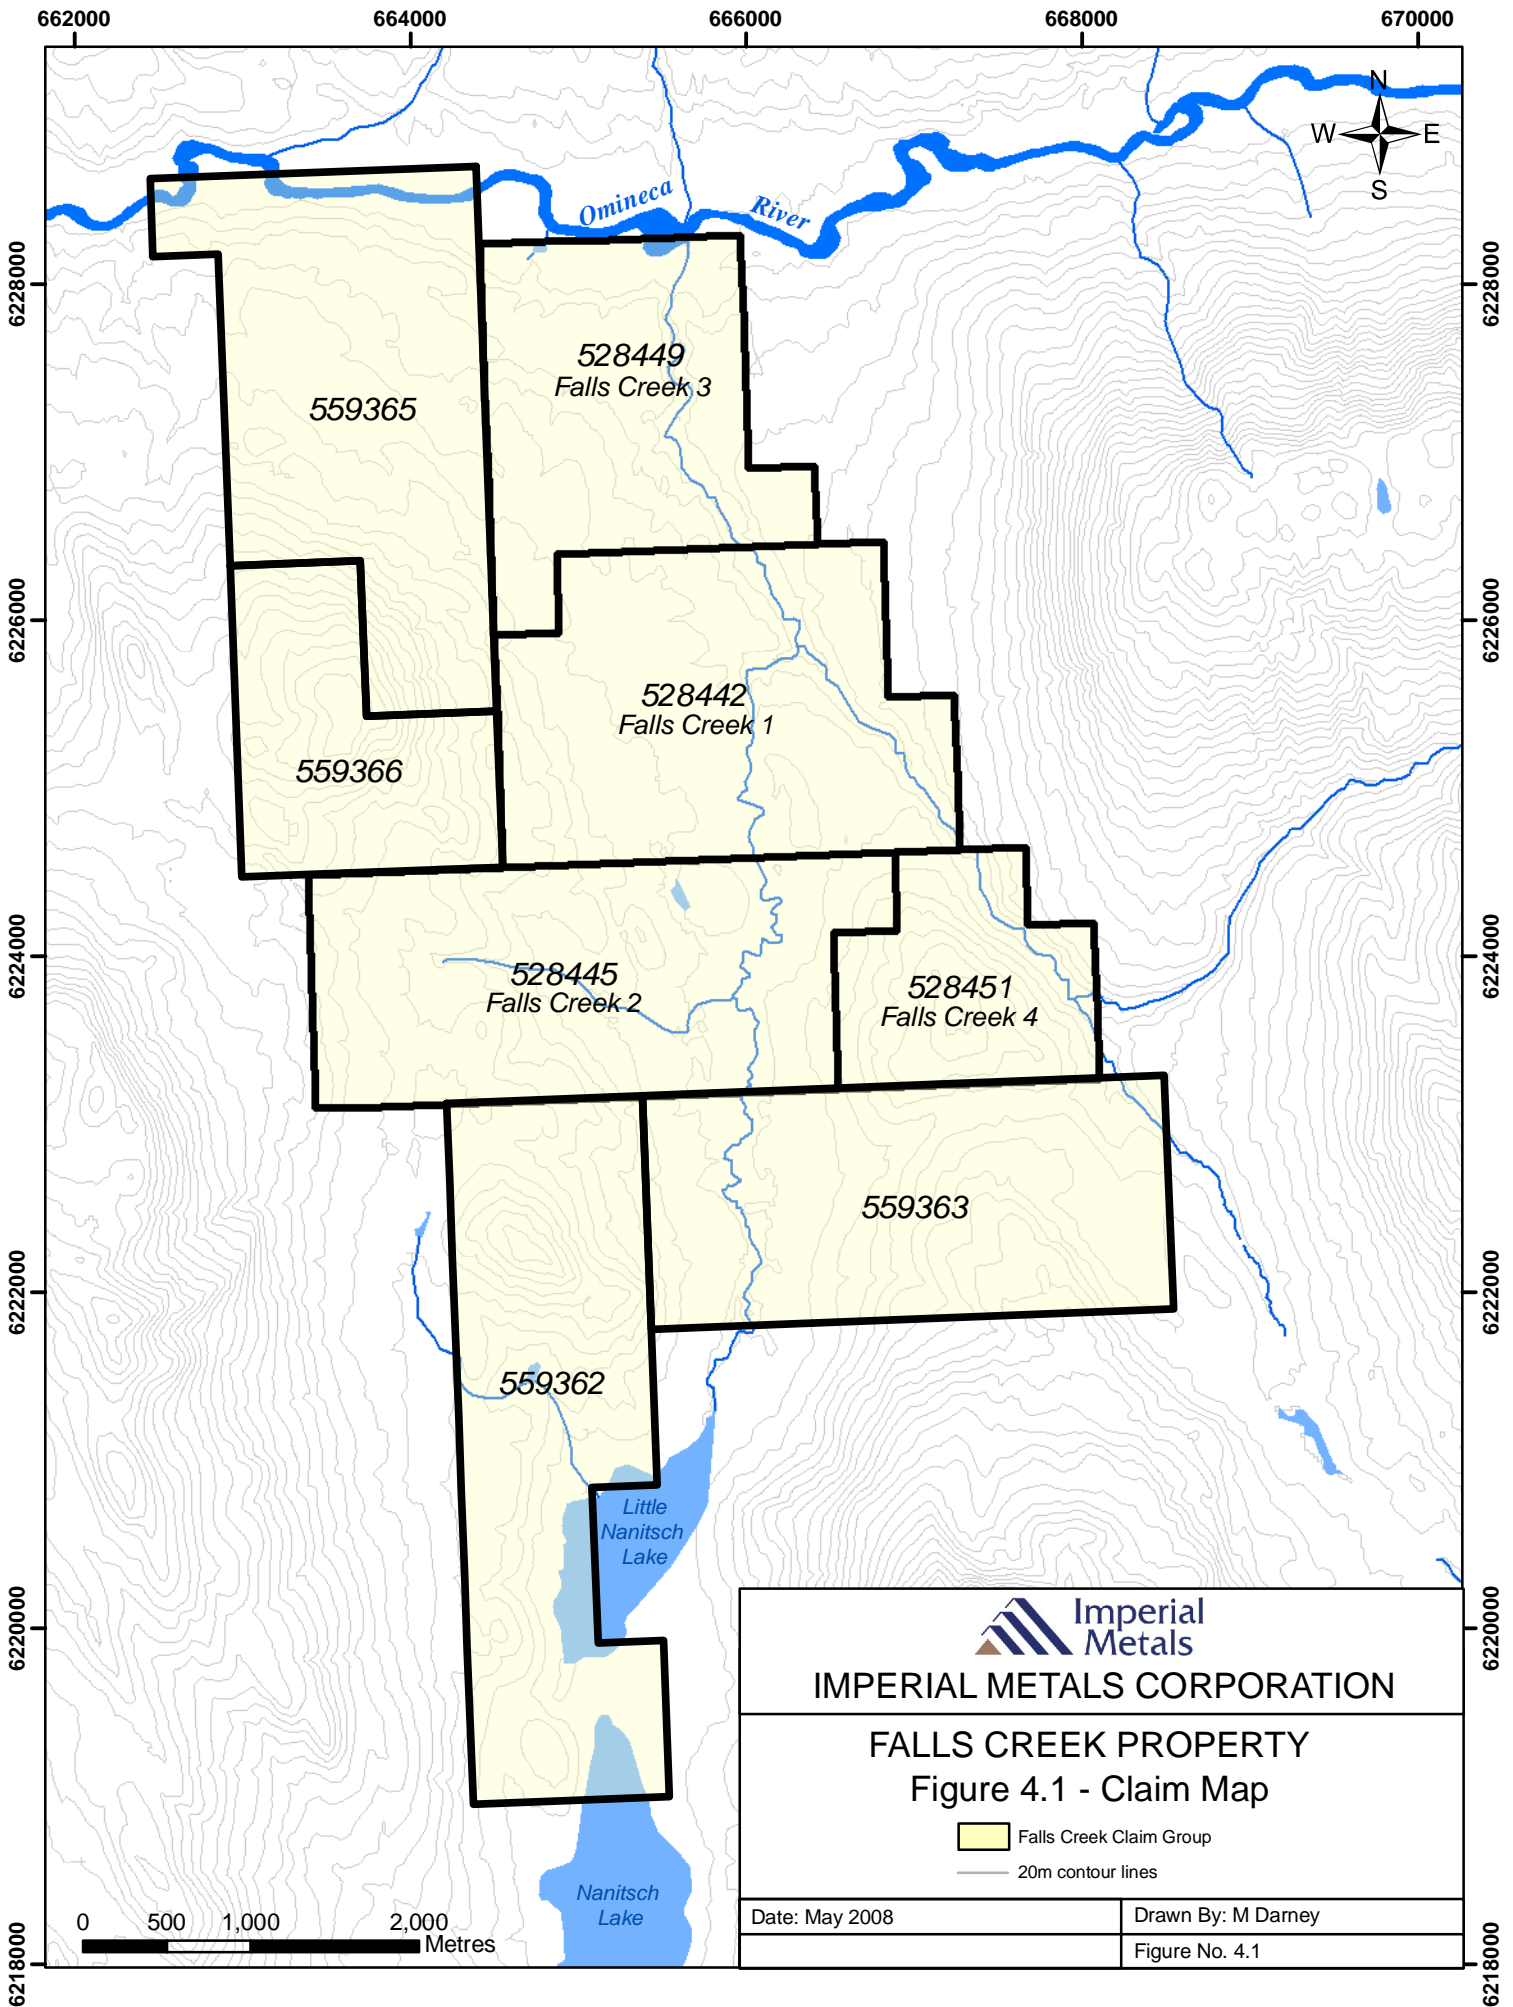 662000 664000 666000 668000 670000
N
W E
S
Omineca River
6228000 6228000
528449
Falls Creek 3
559365
6226000 6226000
528442
Falls Creek 1
559366
6224000 6224000
528445
Falls Creek 2
528451
Falls Creek 4
559363
6222000 6222000
559362
Little
Nanitsch
Lake
6220000 6220000
Imperial
Metals
IMPERIAL METALS CORPORATION
FALLS CREEK PROPERTY
Figure 4.1 - Claim Map
Falls Creek Claim Group
20m contour lines
Nanitsch
Lake
Date: May 2008
Drawn By: M Darney
Figure No. 4.1
0 500 1,000 2,000
Metres
6218000 6218000